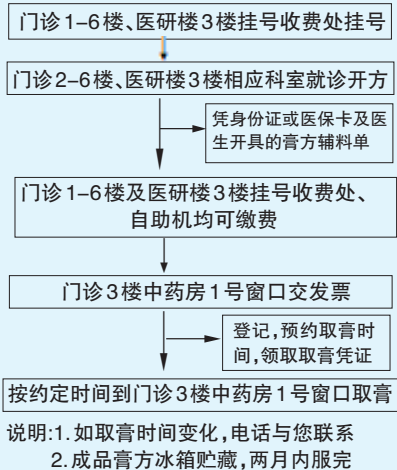 门诊1-6楼、医研楼3楼挂号收费处挂号
门诊2-6楼、医研楼3楼相应科室就诊开方
凭身份证或医保卡及医
生开具的膏方辅料单
门诊1-6楼及医研楼3楼挂号收费处、
自助机均可缴费
门诊3楼中药房1号窗口交发票
登记,预约取膏时
间,领取取膏凭证
按约定时间到门诊3楼中药房1号窗口取膏
说明:1.如取膏时间变化,电话与您联系
2.成品膏方冰箱贮藏,两月内服完